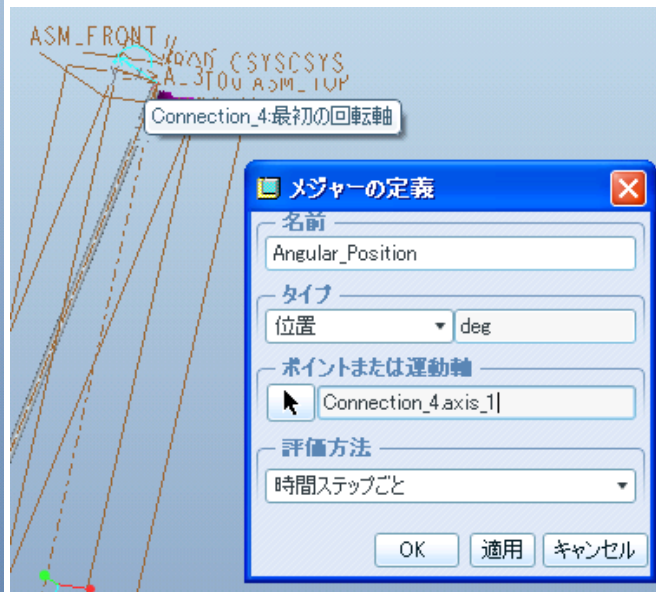 ASM_FRONT
CSYSCSYS
ASM_TOP
Connection_4:最初の回転軸
メジャーの定義
名前
Angular_Position
タイプ
位置 deg
ポイントまたは運動軸
Connection_4.axis_1
評価方法
時間ステップごと
OK 適用 キャンセル